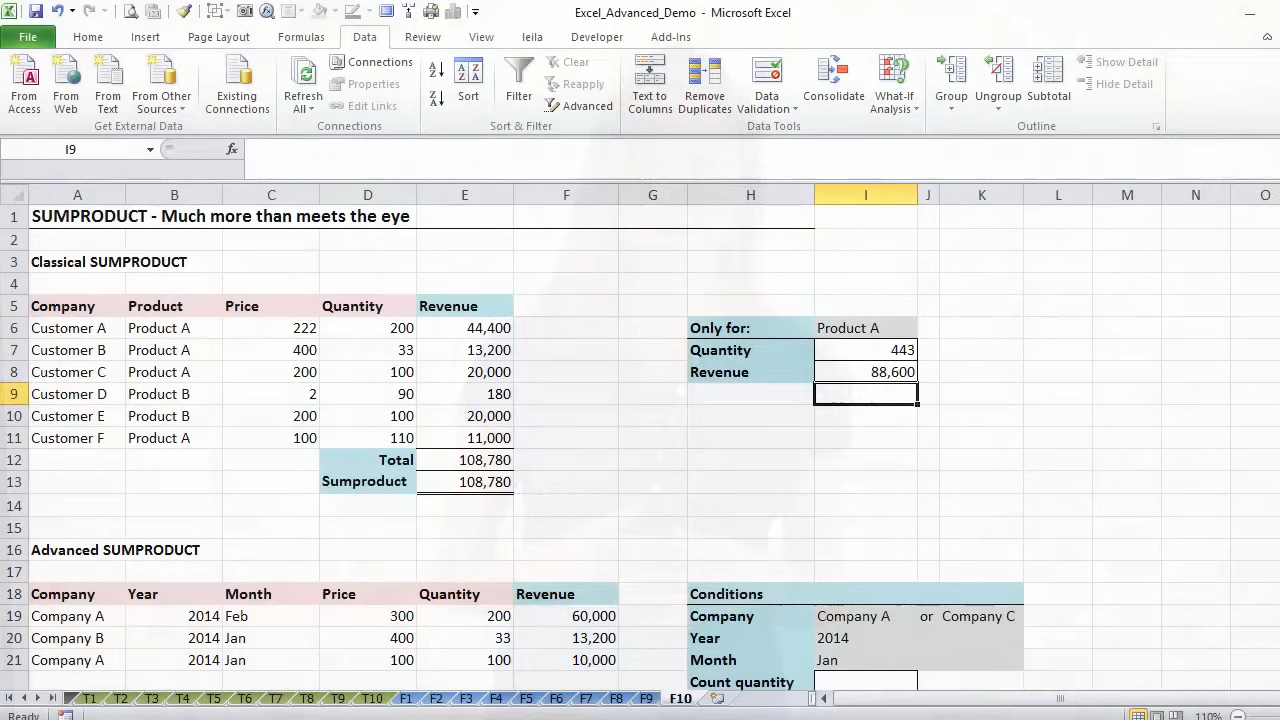 Excel_Advanced_Demo - Microsoft Excel
File Home Insert Page Layout Formulas Data Review View leila Developer Add-Ins
From Access
From Web
From Text
From Other Sources
Existing Connections
Get External Data
Refresh All
Connections
Properties
Edit Links
Connections
Sort
Filter
Clear
Reapply
Advanced
Sort & Filter
Text to Columns
Remove Duplicates
Data Validation
Consolidate
What-If Analysis
Data Tools
Group
Ungroup
Subtotal
Show Detail
Hide Detail
Outline
I9 fx
A B C D E F G H I J K L M N O
1 SUMPRODUCT - Much more than meets the eye
2
3 Classical SUMPRODUCT
4
5 Company Product Price Quantity Revenue
6 Customer A Product A 222 200 44,400 Only for: Product A
7 Customer B Product A 400 33 13,200 Quantity 443
8 Customer C Product A 200 100 20,000 Revenue 88,600
9 Customer D Product B 2 90 180
10 Customer E Product B 200 100 20,000
11 Customer F Product A 100 110 11,000
12 Total 108,780
13 Sumproduct 108,780
14
15
16 Advanced SUMPRODUCT
17
18 Company Year Month Price Quantity Revenue Conditions
19 Company A 2014 Feb 300 200 60,000 Company Company A or Company C
20 Company B 2014 Jan 400 33 13,200 Year 2014
21 Company A 2014 Jan 100 100 10,000 Month Jan
Count quantity
T1 T2 T3 T4 T5 T6 T7 T8 T9 T10 F1 F2 F3 F4 F5 F6 F7 F8 F9 F10
Ready 110%